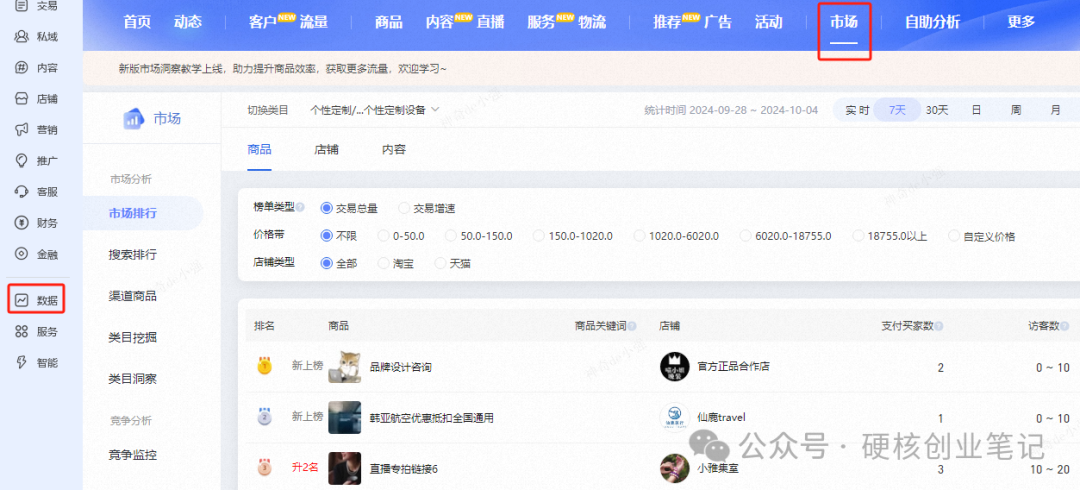 交易
私域
内容
店铺
营销
推广
客服
财务
金融
数据
服务
智能
首页 动态 客户NEW 流量 商品 内容NEW 直播 服务NEW 物流 推荐NEW 广告 活动 市场 自助分析 更多
新版市场洞察教学上线，助力提升商品效率，获取更多流量，欢迎学习~
市场
市场分析
市场排行
搜索排行
渠道商品
类目挖掘
类目洞察
竞争分析
竞争监控
切换类目 个性定制/...个性定制设备 统计时间 2024-09-28 ~ 2024-10-04 实时 7天 30天 日 周 月
商品 店铺 内容
榜单类型 交易总量 交易增速
价格带 不限 0-50.0 50.0-150.0 150.0-1020.0 1020.0-6020.0 6020.0-18755.0 18755.0以上 自定义价格
店铺类型 全部 淘宝 天猫
排名 商品 商品关键词 店铺 支付买家数 访客数
新上榜 品牌设计咨询 官方正品合作店 2 0 ~ 10
新上榜 韩亚航空优惠抵扣全国通用 仙鹿travel 1 0 ~ 10
升2名 直播专拍链接6 小雅集室 3 10 ~ 20
公众号 · 硬核创业笔记